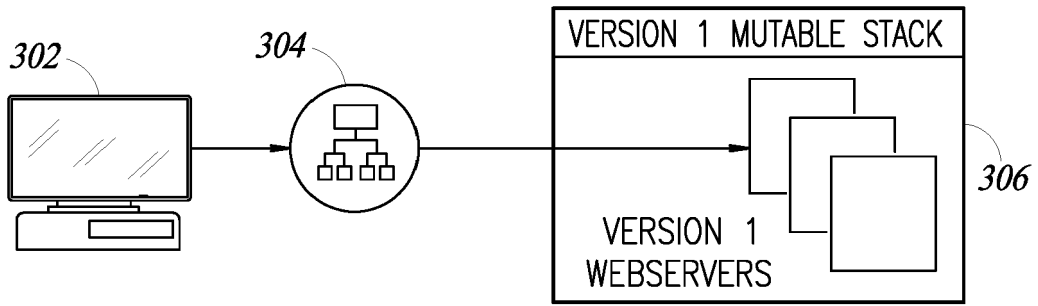 302
304
VERSION 1 MUTABLE STACK
306
VERSION 1
WEBSERVERS